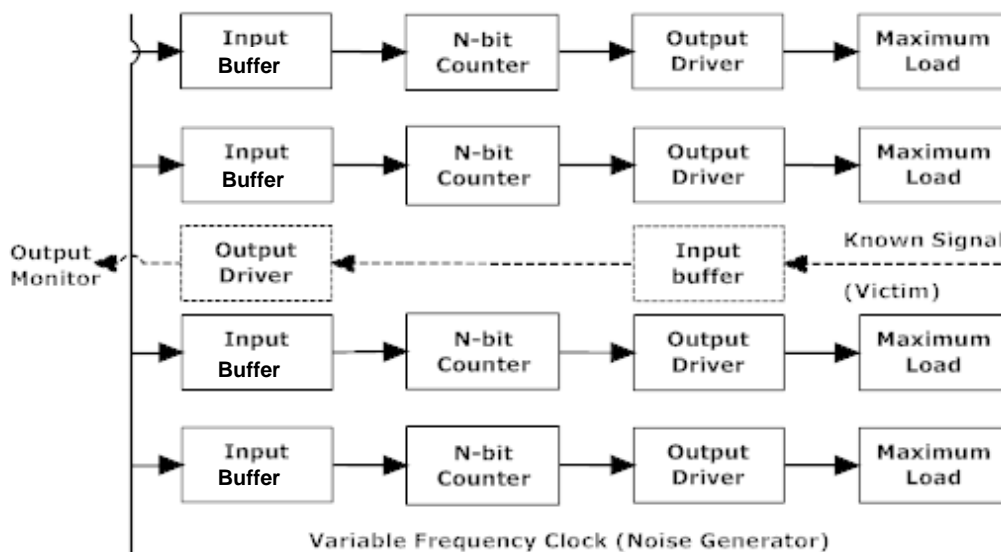 Input Buffer
N-bit Counter
Output Driver
Maximum Load
Input Buffer
N-bit Counter
Output Driver
Maximum Load
Output Monitor
Output Driver
Input buffer
Known Signal
(Victim)
Input Buffer
N-bit Counter
Output Driver
Maximum Load
Input Buffer
N-bit Counter
Output Driver
Maximum Load
Variable Frequency Clock (Noise Generator)